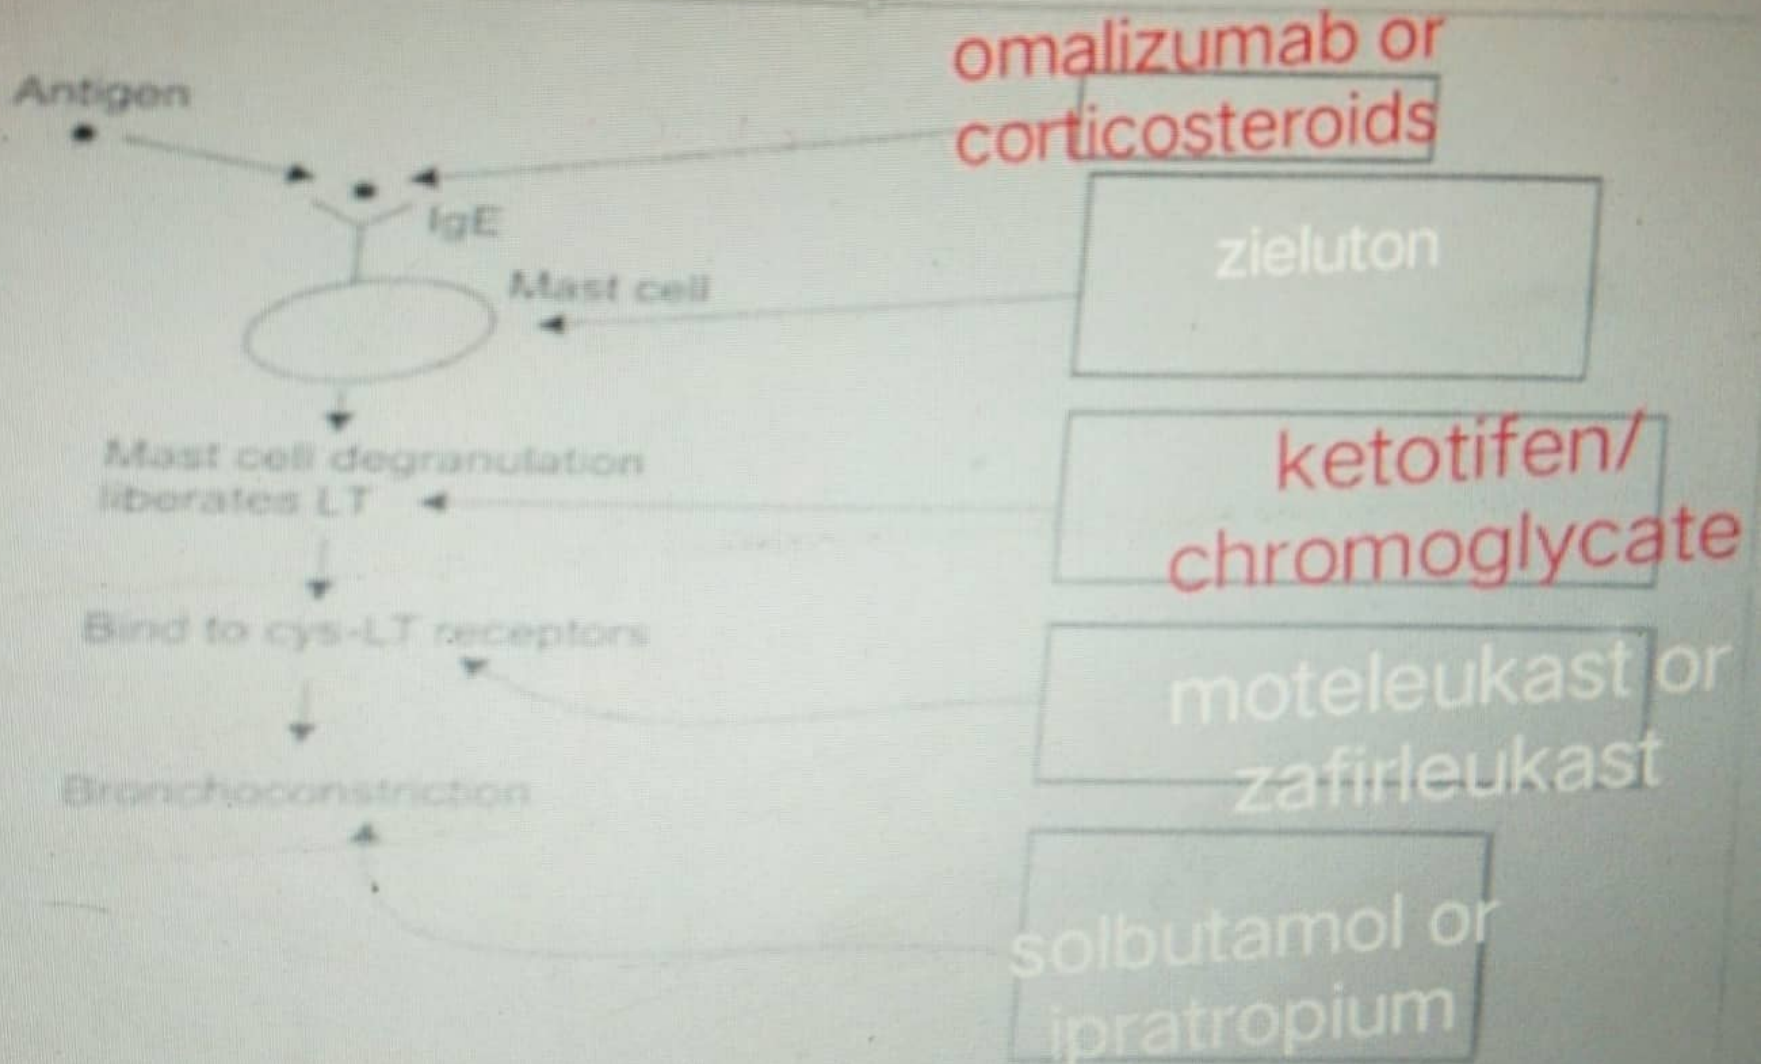 omalizumab or
corticosteroids
Antigen
IgE
zieluton
Mast cell
Mast cell degranulation
liberates LT
ketotifen/
chromoglycate
Bind to cys-LT receptors
moteleukast or
zafirleukast
Bronchoconstriction
solbutamol or
ipratropium